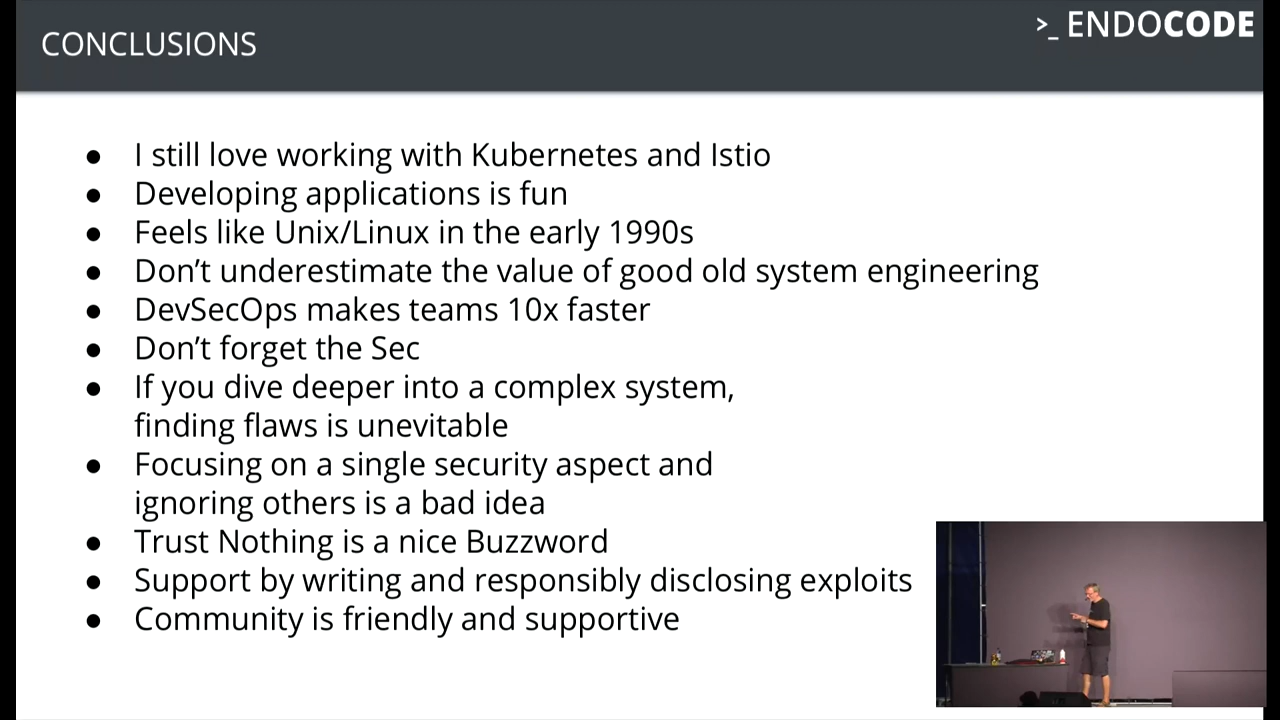 CONCLUSIONS
>_ ENDOCODE
● I still love working with Kubernetes and Istio
● Developing applications is fun
● Feels like Unix/Linux in the early 1990s
● Don’t underestimate the value of good old system engineering
● DevSecOps makes teams 10x faster
● Don’t forget the Sec
● If you dive deeper into a complex system,
finding flaws is unevitable
● Focusing on a single security aspect and
ignoring others is a bad idea
● Trust Nothing is a nice Buzzword
● Support by writing and responsibly disclosing exploits
● Community is friendly and supportive